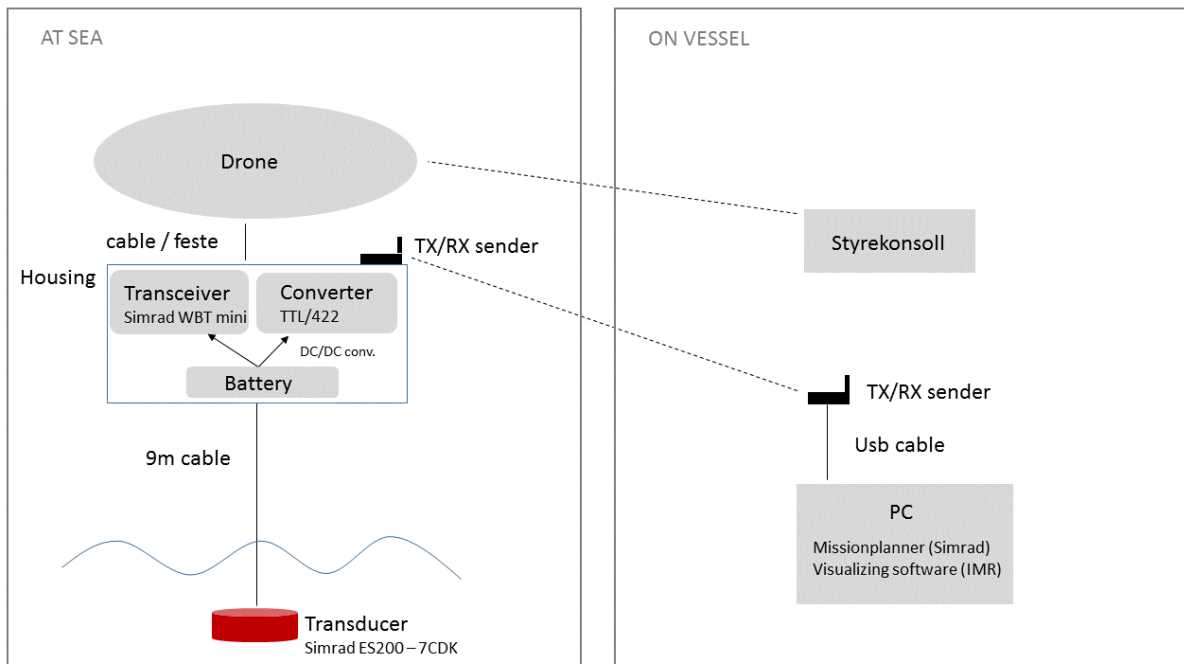 AT SEA
Drone
cable / feste
TX/RX sender
Housing
Transceiver
Simrad WBT mini
Converter
TTL/422
DC/DC conv.
Battery
9m cable
Transducer
Simrad ES200 – 7CDK
ON VESSEL
Styrekonsoll
TX/RX sender
Usb cable
PC
Missionplanner (Simrad)
Visualizing software (IMR)